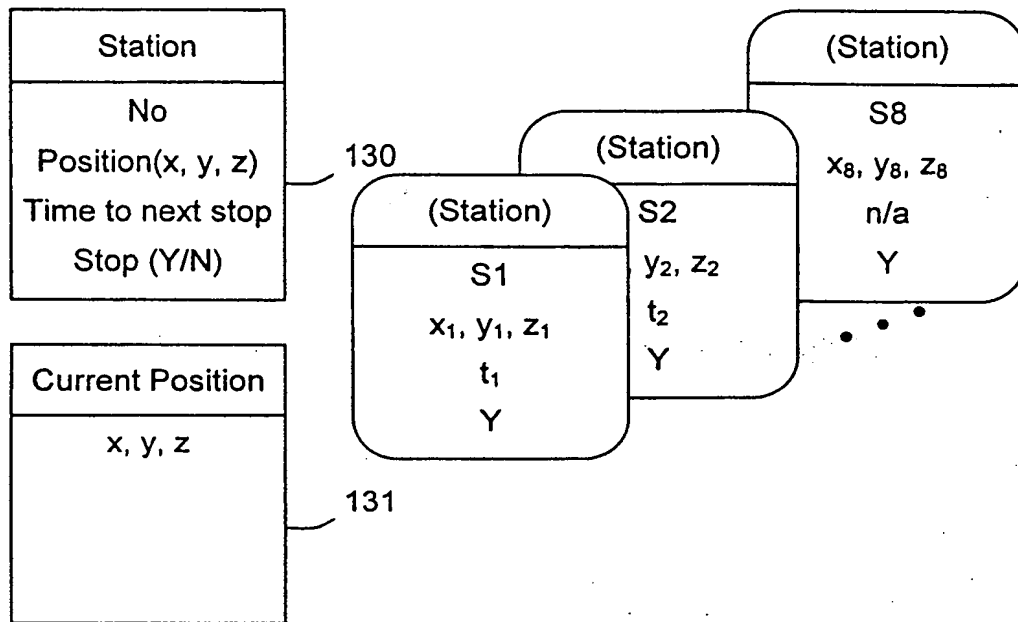 Station
No
Position(x, y, z)
Time to next stop
Stop (Y/N)
130
Current Position
x, y, z
131
(Station)
S1
x₁, y₁, z₁
t₁
Y
(Station)
S2
y₂, z₂
t₂
Y
(Station)
S8
x₈, y₈, z₈
n/a
Y